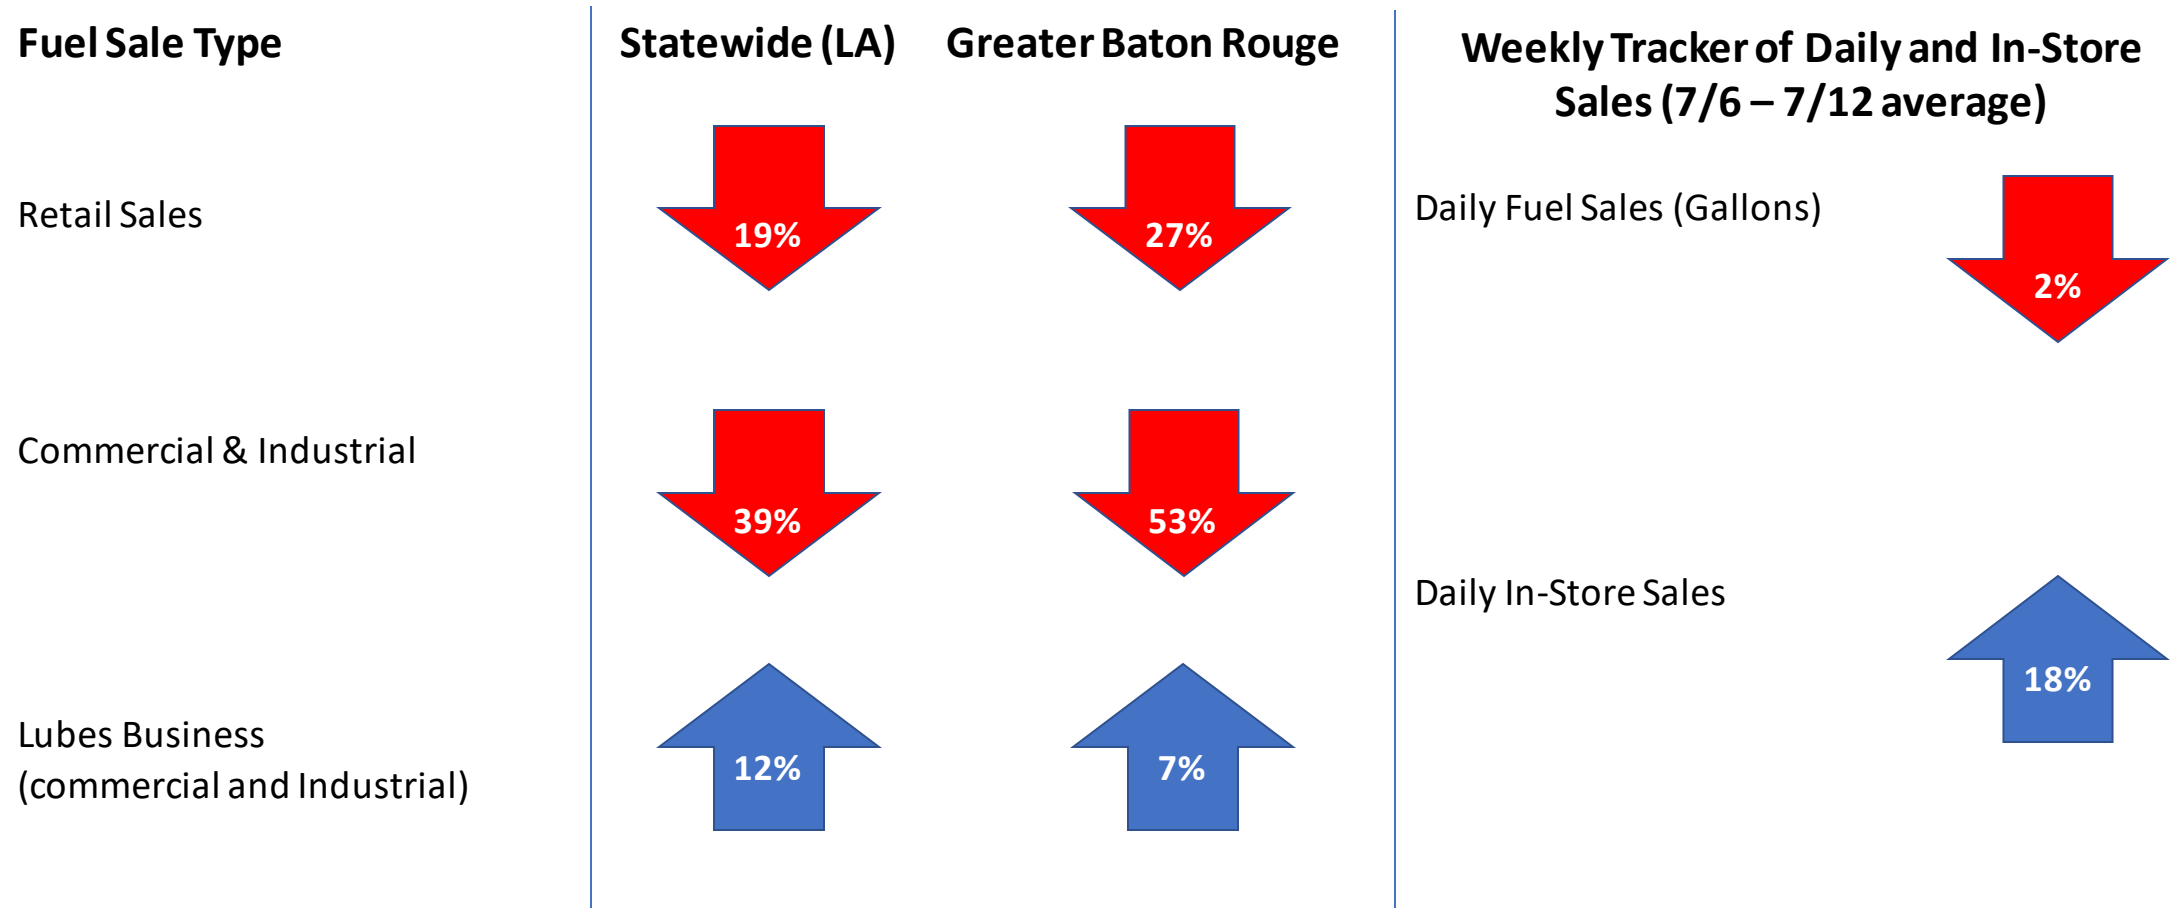 Fuel Sale Type
Statewide (LA)
Greater Baton Rouge
Retail Sales
19%
27%
Commercial & Industrial
39%
53%
Lubes Business
(commercial and Industrial)
12%
7%
Weekly Tracker of Daily and In-Store
Sales (7/6 – 7/12 average)
Daily Fuel Sales (Gallons)
2%
Daily In-Store Sales
18%